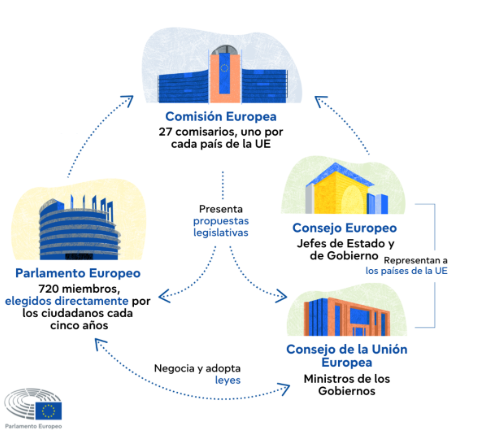 Comisión Europea
27 comisarios, uno por
cada país de la UE
Presenta
propuestas
legislativas
Consejo Europeo
Jefes de Estado y
de Gobierno
Representan a
los países de la UE
Parlamento Europeo
720 miembros,
elegidos directamente por
los ciudadanos cada
cinco años
Consejo de la Unión
Europea
Ministros de los
Gobiernos
Negocia y adopta
leyes
Parlamento Europeo